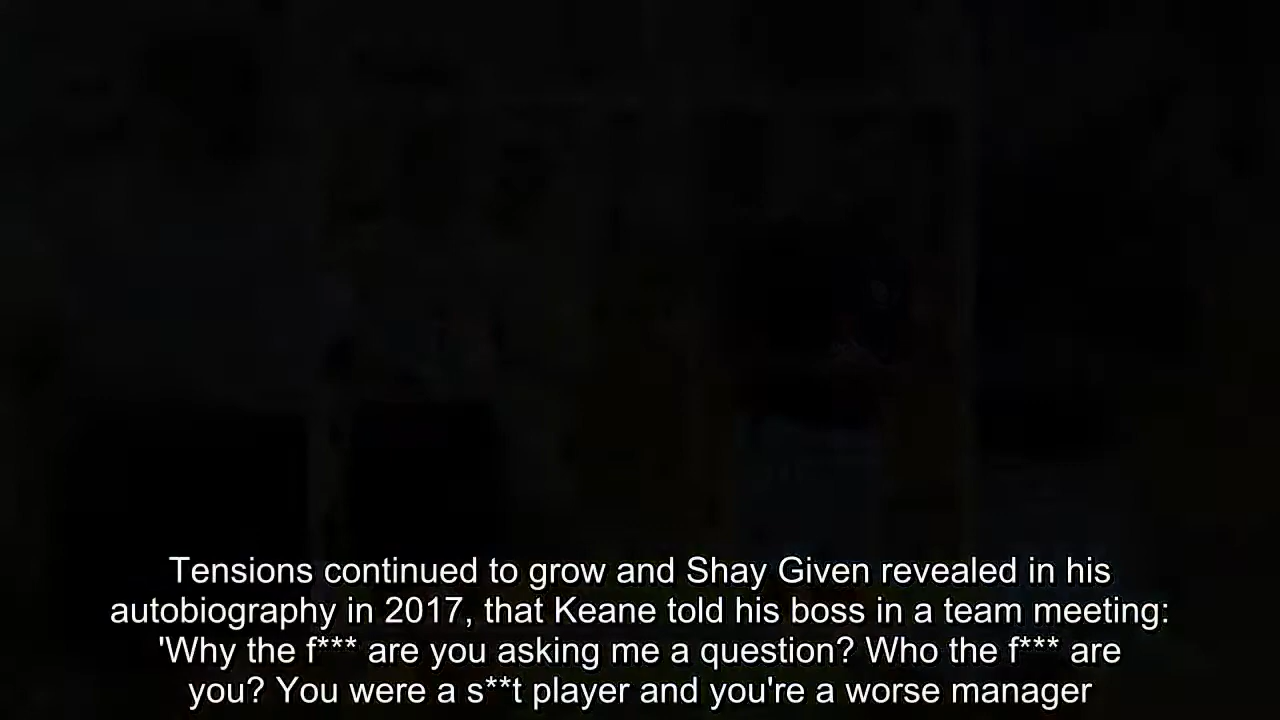 Tensions continued to grow and Shay Given revealed in his
autobiography in 2017, that Keane told his boss in a team meeting:
'Why the f*** are you asking me a question? Who the f*** are
you? You were a s**t player and you're a worse manager